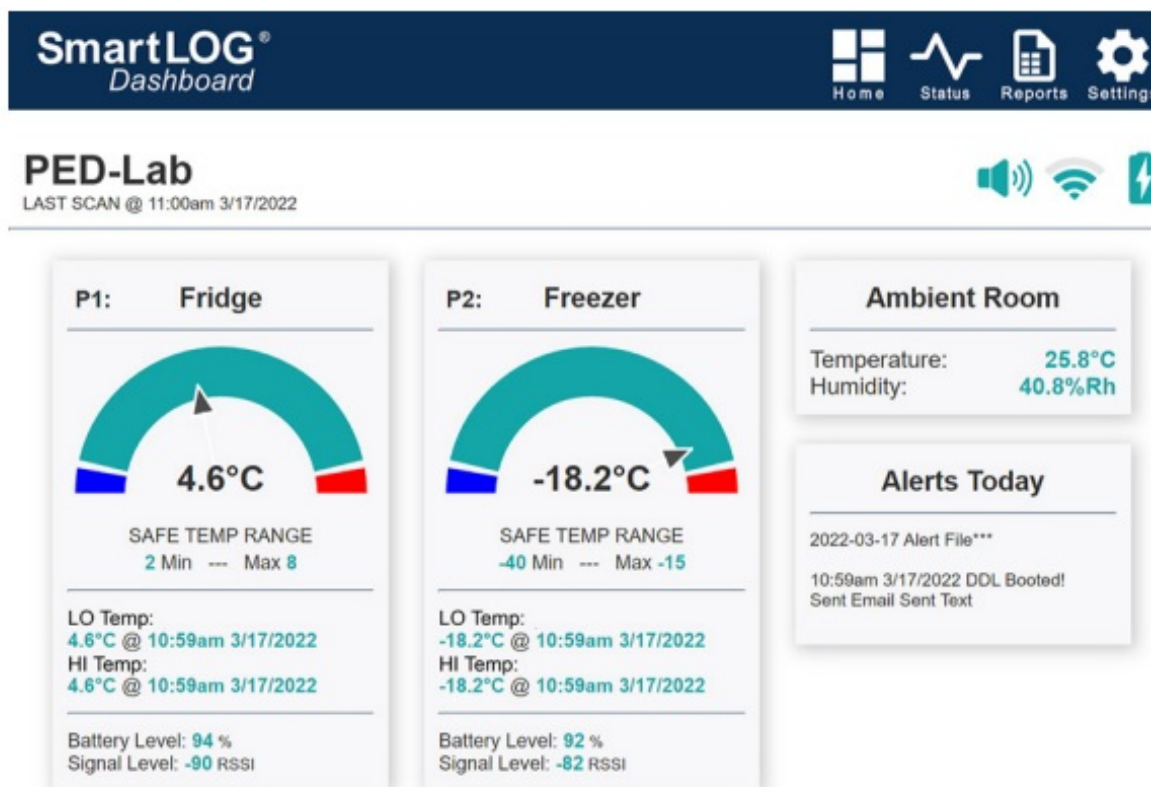 SmartLOG®
Dashboard
Home Status Reports Settings
PED-Lab
LAST SCAN @ 11:00am 3/17/2022
P1: Fridge
4.6°C
SAFE TEMP RANGE
2 Min --- Max 8
LO Temp:
4.6°C @ 10:59am 3/17/2022
HI Temp:
4.6°C @ 10:59am 3/17/2022
Battery Level: 94 %
Signal Level: -90 RSSI
P2: Freezer
-18.2°C
SAFE TEMP RANGE
-40 Min --- Max -15
LO Temp:
-18.2°C @ 10:59am 3/17/2022
HI Temp:
-18.2°C @ 10:59am 3/17/2022
Battery Level: 92 %
Signal Level: -82 RSSI
Ambient Room
Temperature: 25.8°C
Humidity: 40.8%Rh
Alerts Today
2022-03-17 Alert File***
10:59am 3/17/2022 DDL Booted!
Sent Email Sent Text